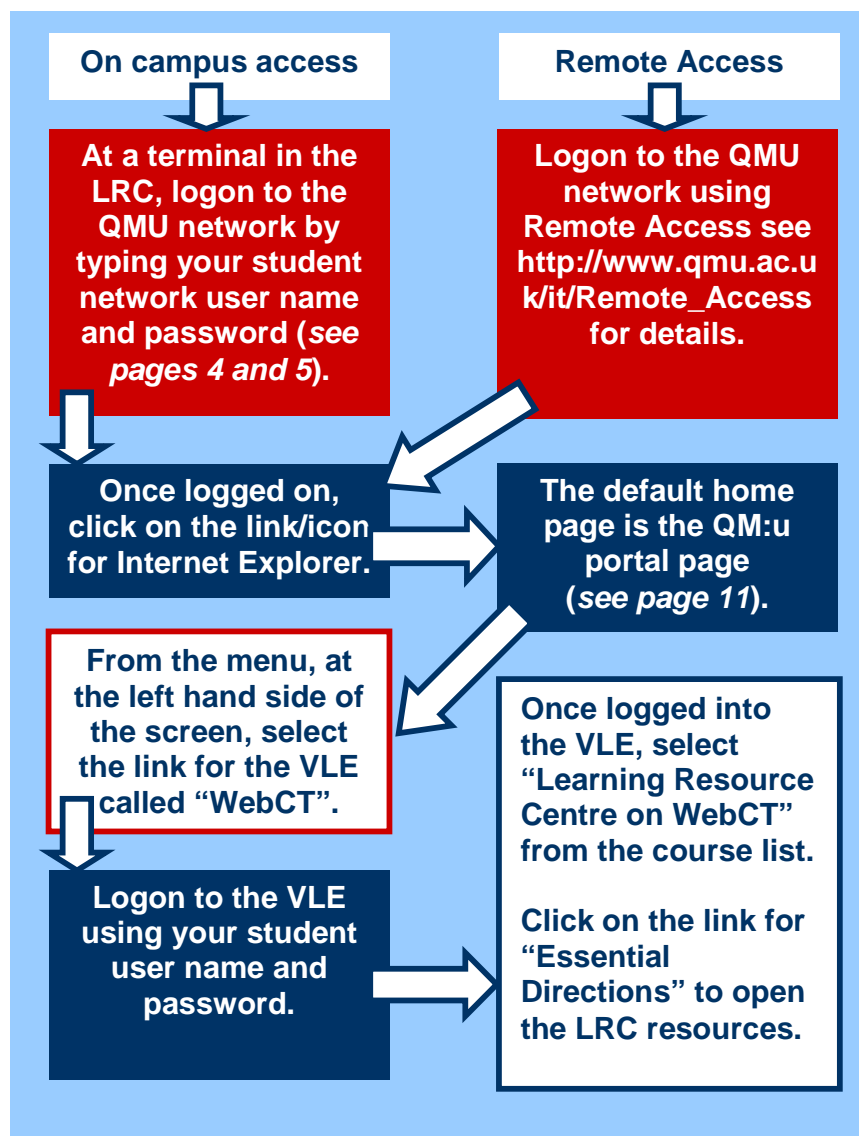 On campus access
Remote Access
At a terminal in the
LRC, logon to the
QMU network by
typing your student
network user name
and password (see
pages 4 and 5).
Logon to the QMU
network using
Remote Access see
http://www.qmu.ac.u
k/it/Remote_Access
for details.
Once logged on,
click on the link/icon
for Internet Explorer.
The default home
page is the QM:u
portal page
(see page 11).
From the menu, at
the left hand side of
the screen, select
the link for the VLE
called “WebCT”.
Logon to the VLE
using your student
user name and
password.
Once logged into
the VLE, select
“Learning Resource
Centre on WebCT”
from the course list.
Click on the link for
“Essential
Directions” to open
the LRC resources.